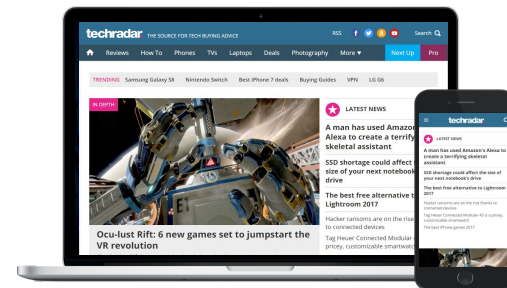 techradar. THE SOURCE FOR TECH BUYING ADVICE
RSS
Search
Reviews How To Phones TVs Laptops Deals Photography More ▼ Next Up Pro
TRENDING Samsung Galaxy S8 Nintendo Switch Best iPhone 7 deals Buying Guides VPN LG G6
IN DEPTH
Ocu-lust Rift: 6 new games set to jumpstart the
VR revolution
LATEST NEWS
A man has used Amazon
Alexa to create a terrify
skeletal assistant
SSD shortage could affect
size of your next notebook
drive
The best free alternative t
Lightroom 2017
Hacker ransoms are on the rise
to connected devices
Tag Heuer Connected Modular
pricey, customizable smartwatc
techradar.
LATEST NEWS
A man has used Amazon's Alexa to
create a terrifying skeletal
assistant
SSD shortage could affect the size of
your next notebook's drive
The best free alternative to Lightroom
2017
Hacker ransoms are on the rise thanks to
connected devices
Tag Heuer Connected Modular 45 is a pricey,
customizable smartwatch
The best iPhone games 2017